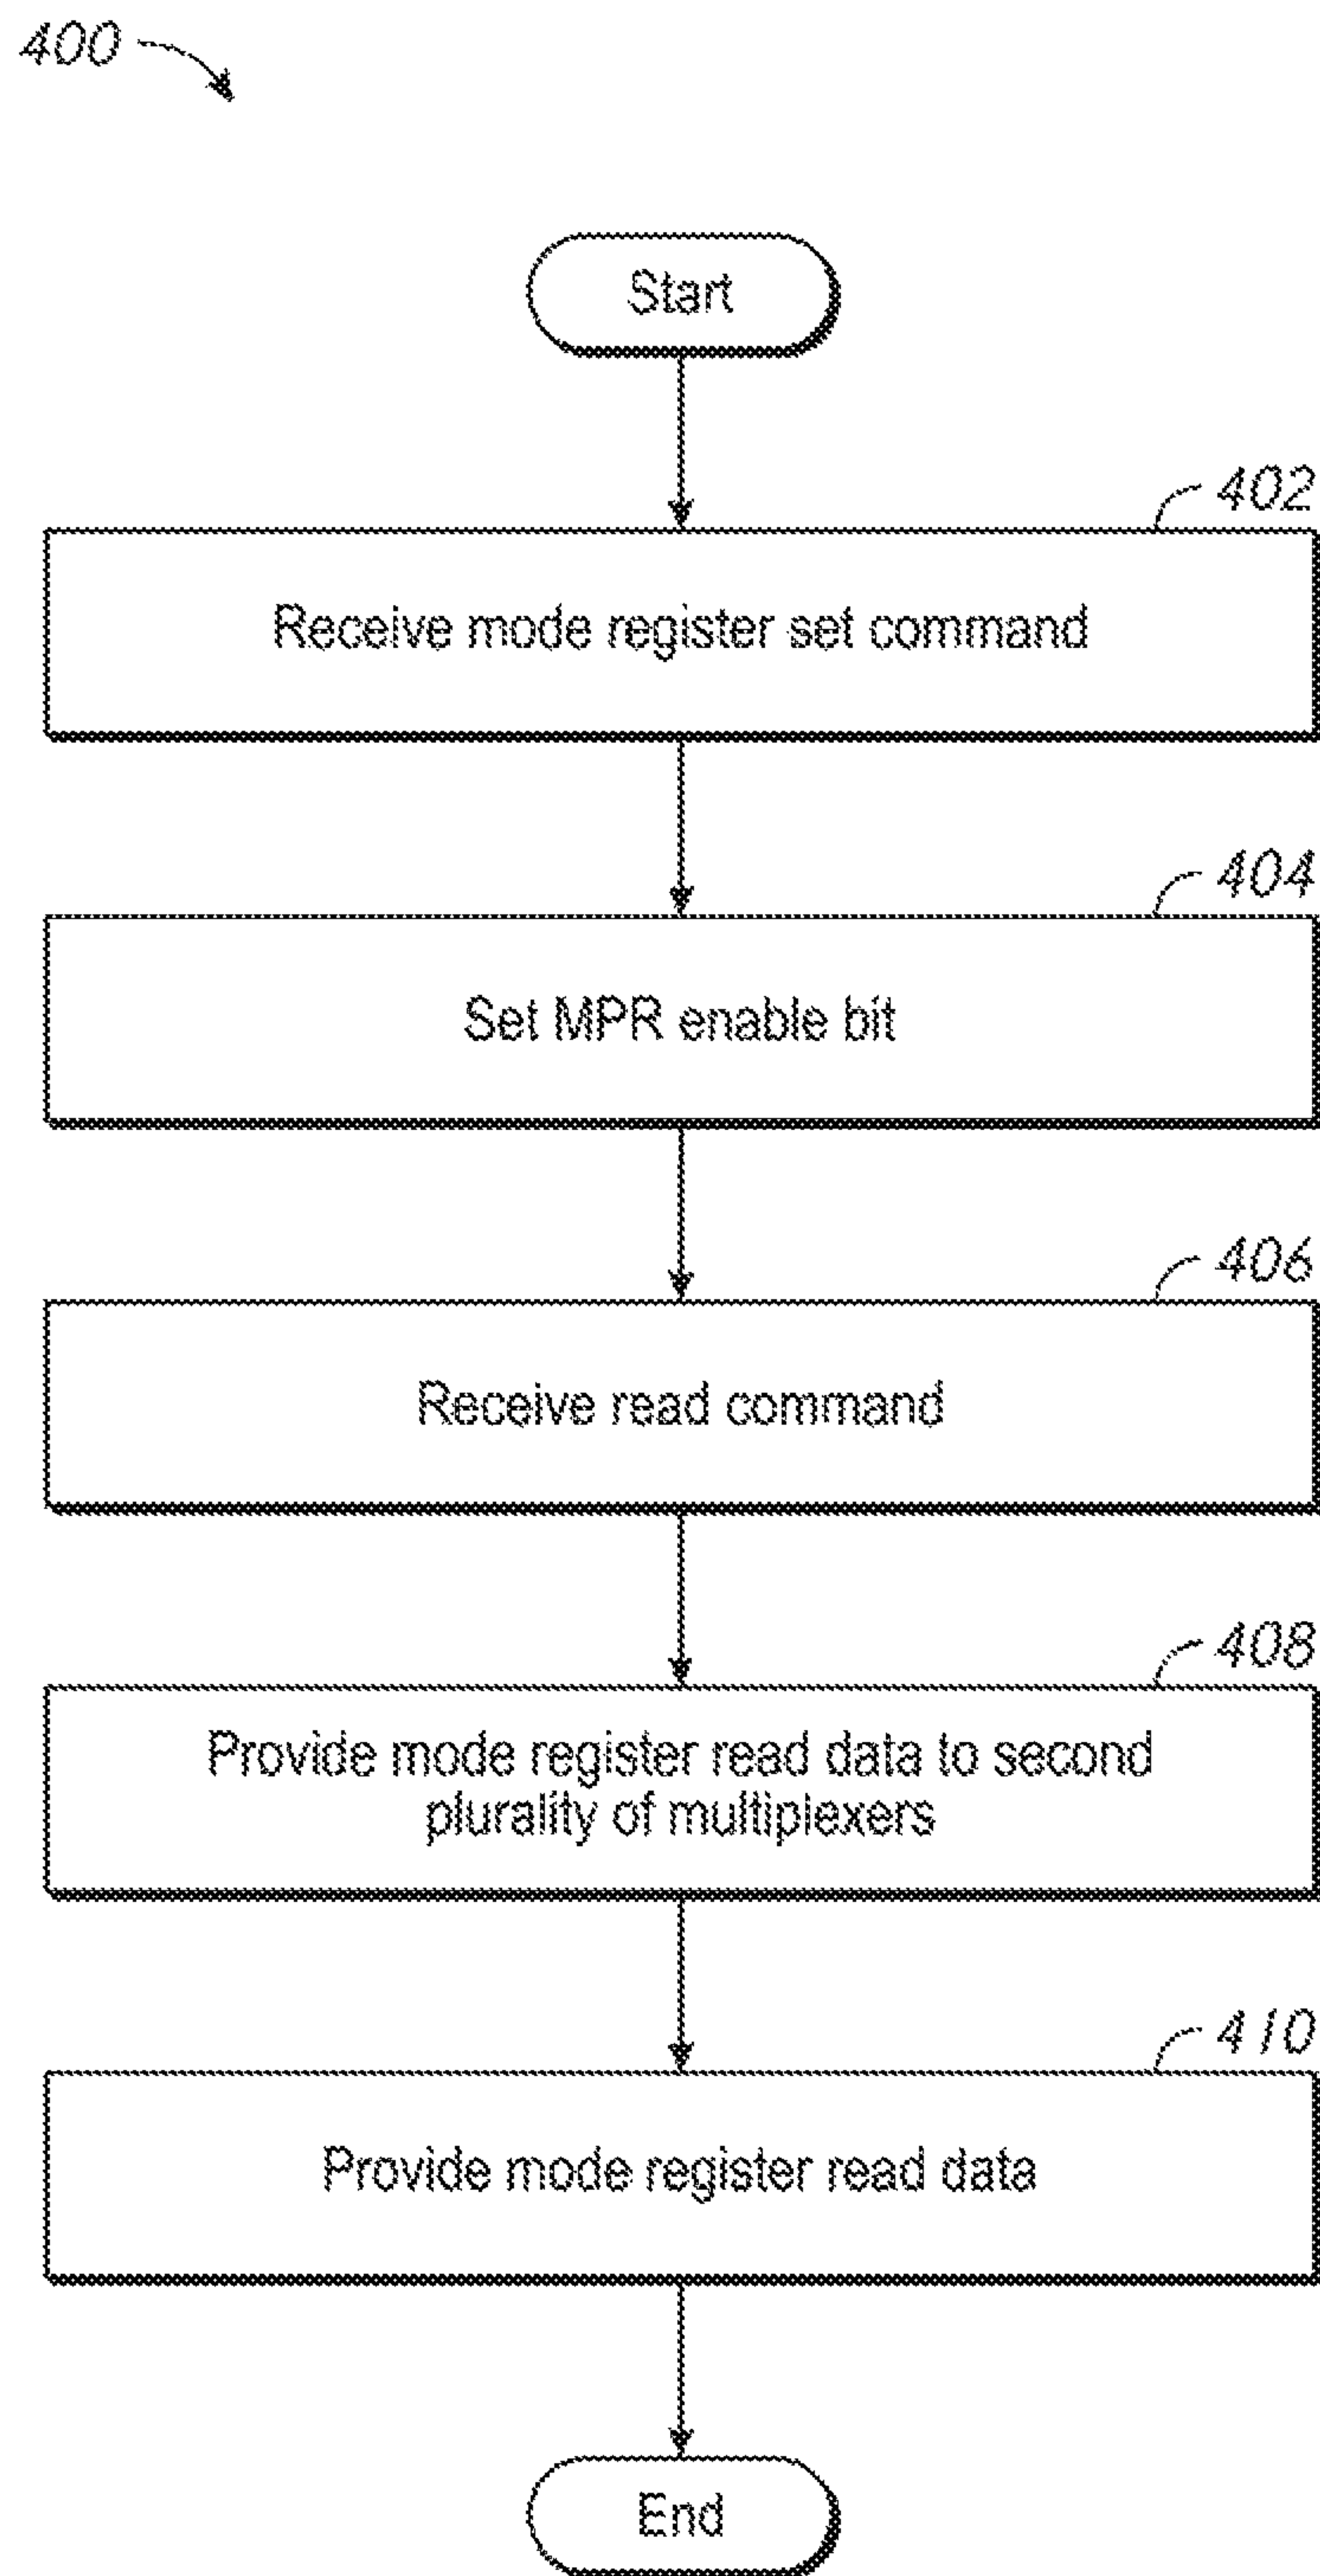 400
Start
402
Receive mode register set command
404
Set MPR enable bit
406
Receive read command
408
Provide mode register read data to second
plurality of multiplexers
410
Provide mode register read data
End